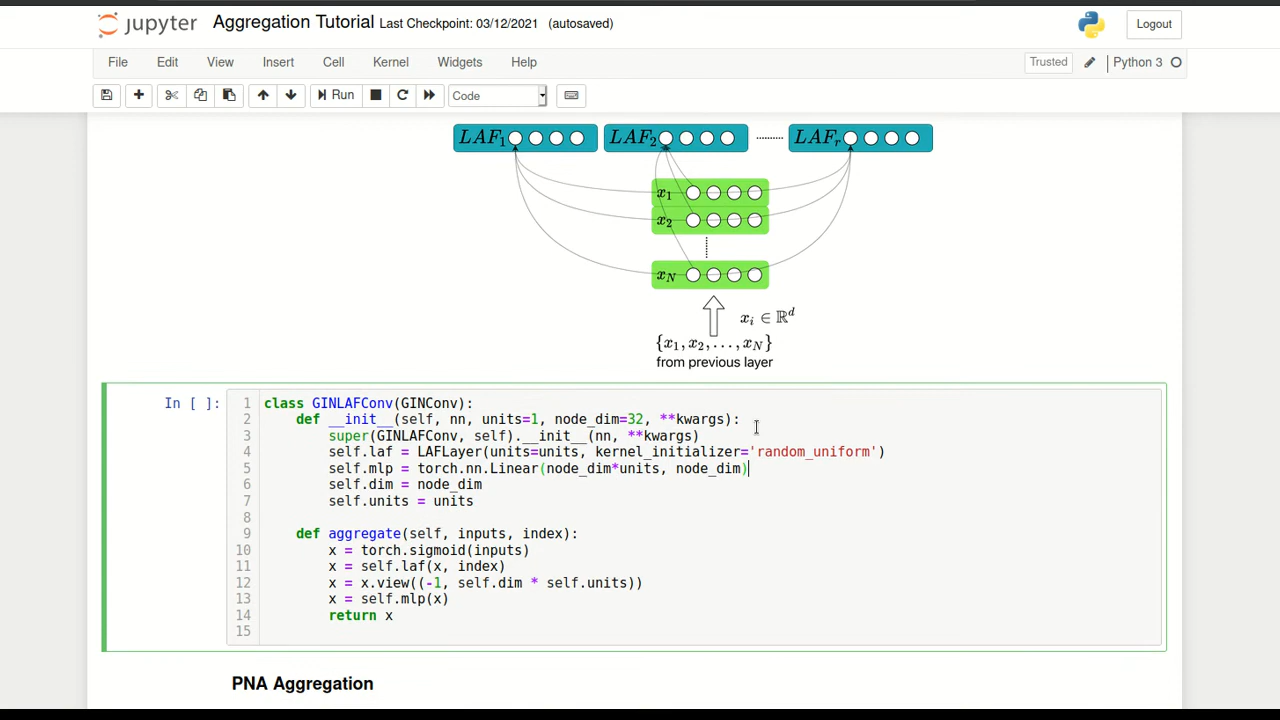 jupyter Aggregation Tutorial Last Checkpoint: 03/12/2021 (autosaved) Logout
File Edit View Insert Cell Kernel Widgets Help Trusted Python 3
Run Code
LAF1 LAF2 ......... LAFr
x1
x2
xN
xi ∈ ℝd
{x1, x2, . . . , xN}
from previous layer
In [ ]:
1 class GINLAFConv(GINConv):
2     def __init__(self, nn, units=1, node_dim=32, **kwargs):
3         super(GINLAFConv, self).__init__(nn, **kwargs)
4         self.laf = LAFLayer(units=units, kernel_initializer='random_uniform')
5         self.mlp = torch.nn.Linear(node_dim*units, node_dim)
6         self.dim = node_dim
7         self.units = units
8
9     def aggregate(self, inputs, index):
10         x = torch.sigmoid(inputs)
11         x = self.laf(x, index)
12         x = x.view((-1, self.dim * self.units))
13         x = self.mlp(x)
14         return x
15
PNA Aggregation